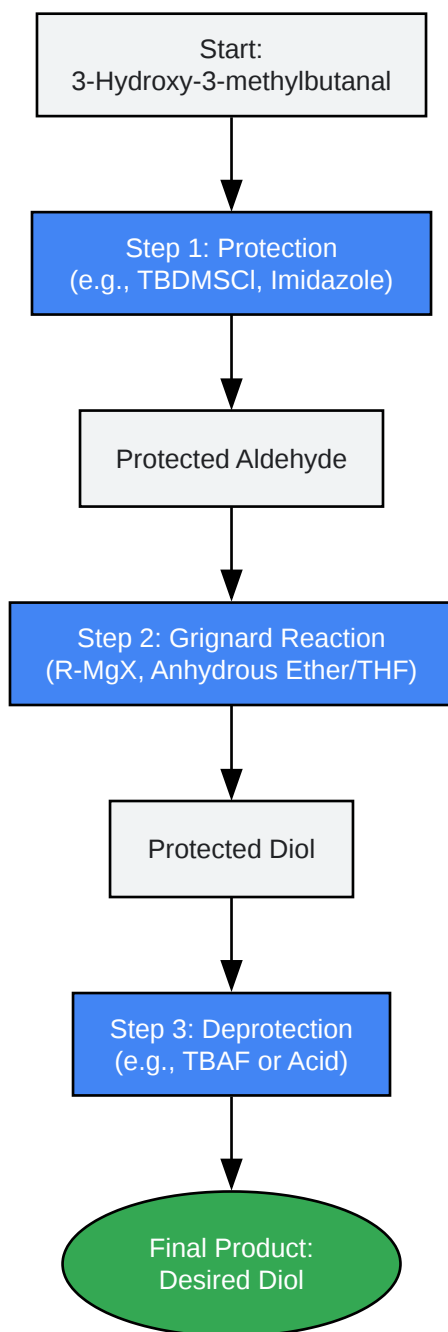 Start:
3-Hydroxy-3-methylbutanal
Step 1: Protection
(e.g., TBDMSCl, Imidazole)
Protected Aldehyde
Step 2: Grignard Reaction
(R-MgX, Anhydrous Ether/THF)
Protected Diol
Step 3: Deprotection
(e.g., TBAF or Acid)
Final Product:
Desired Diol